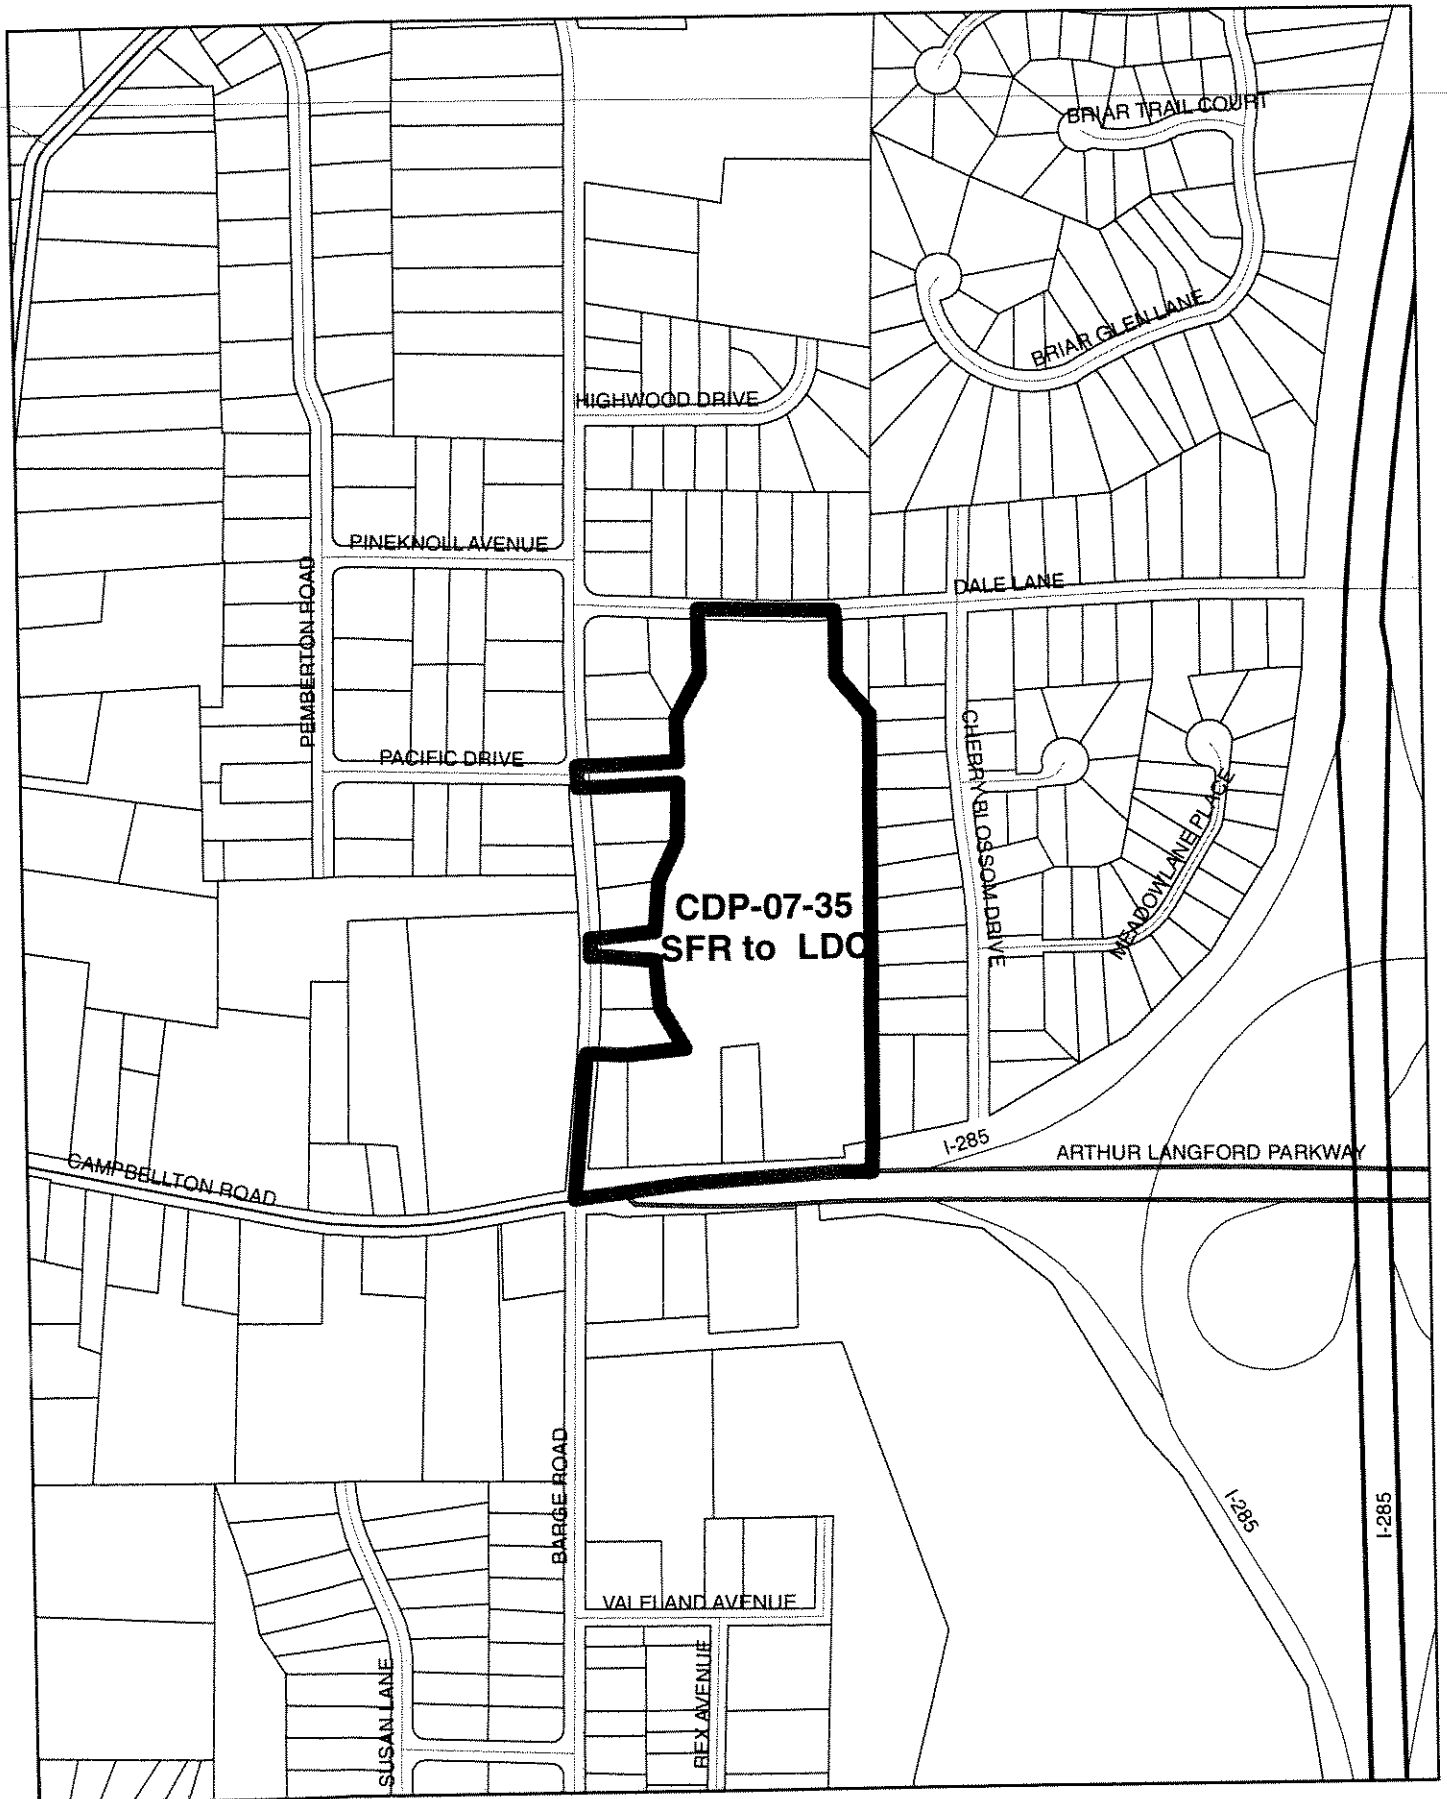 BRIAR TRAIL COURT
BRIAR GLEN LANE
HIGHWOOD DRIVE
PINEKNOLL AVENUE
PEMBERTON ROAD
DALE LANE
PACIFIC DRIVE
CHERRY BLOSSOM DRIVE
MEADOWLANE PLACE
CDP-07-35
SFR to LDC
I-285
ARTHUR LANGFORD PARKWAY
CAMPBELLTON ROAD
BARGE ROAD
I-285
I-285
VALELAND AVENUE
SUSAN LANE
REX AVENUE